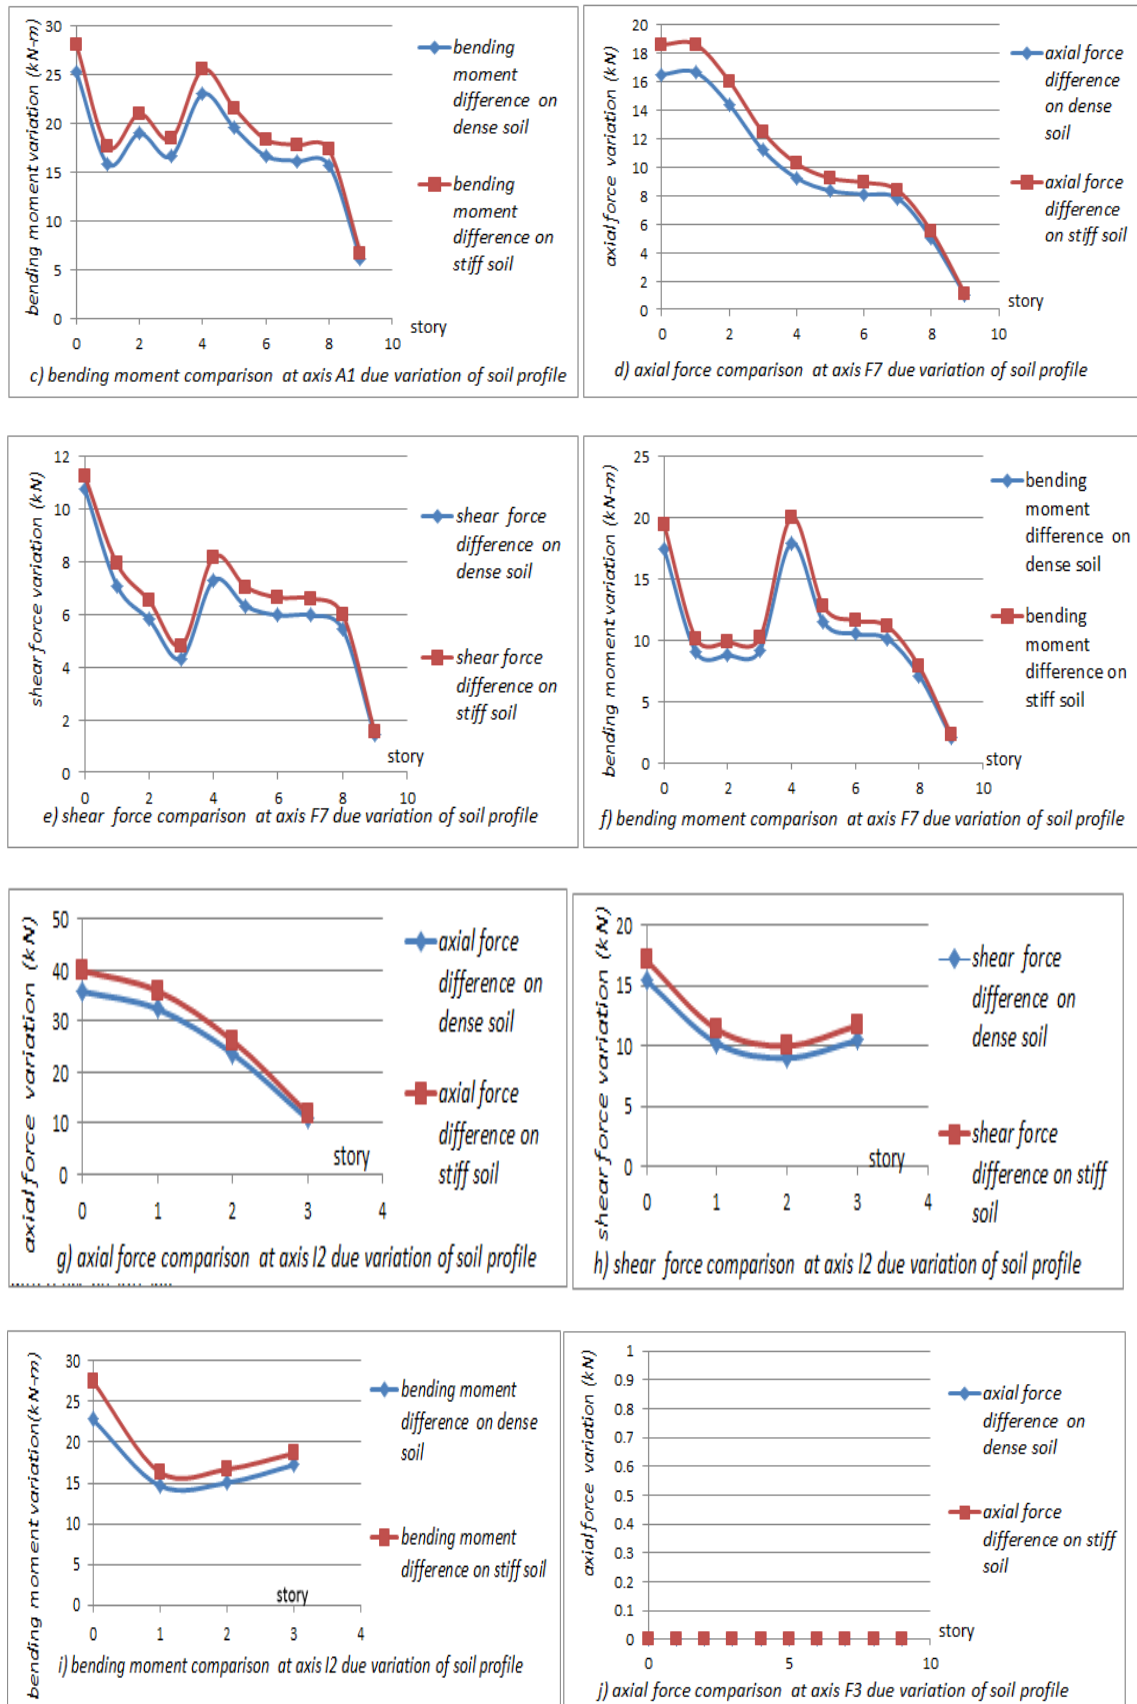 bending moment variation (kN-m)
30
25
20
15
10
5
0
0
2
4
6
8
10
story
bending
moment
difference on
dense soil
bending
moment
difference on
stiff soil
c) bending moment comparison at axis A1 due variation of soil profile
axial force variation (kN)
20
18
16
14
12
10
8
6
4
2
0
0
2
4
6
8
10
story
axial force
difference
on dense
soil
axial force
difference
on stiff soil
d) axial force comparison at axis F7 due variation of soil profile
shear force variation (kN)
12
10
8
6
4
2
0
0
2
4
6
8
10
story
shear force
difference on
dense soil
shear force
difference on
stiff soil
e) shear force comparison at axis F7 due variation of soil profile
bending moment variation (kN-m)
25
20
15
10
5
0
0
2
4
6
8
10
story
bending
moment
difference on
dense soil
bending
moment
difference on
stiff soil
f) bending moment comparison at axis F7 due variation of soil profile
axial force variation (kN)
50
40
30
20
10
0
0
1
2
3
4
story
axial force
difference on
dense soil
axial force
difference on
stiff soil
g) axial force comparison at axis I2 due variation of soil profile
shear force variation (kN)
20
15
10
5
0
0
1
2
3
4
story
shear force
difference on
dense soil
shear force
difference on stiff
soil
h) shear force comparison at axis I2 due variation of soil profile
bending moment variation(kN-m)
30
25
20
15
10
5
0
0
1
2
3
4
story
bending moment
difference on dense
soil
bending moment
difference on stiff soil
i) bending moment comparison at axis I2 due variation of soil profile
axial force variation (kN)
1
0.9
0.8
0.7
0.6
0.5
0.4
0.3
0.2
0.1
0
0
5
10
story
axial force
difference on
dense soil
axial force
difference on stiff
soil
j) axial force comparison at axis F3 due variation of soil profile